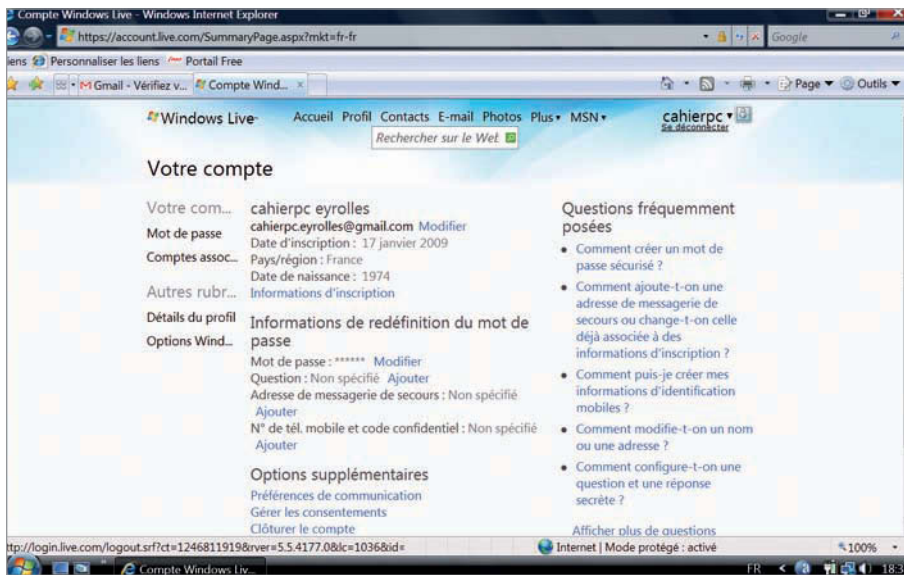 Compte Windows Live - Windows Internet Explorer
https://account.live.com/SummaryPage.aspx?mkt=fr-fr
Google
iens Personnaliser les liens Portail Free
Gmail - Vérifiez v... Compte Wind... Page Outils
Windows Live Accueil Profil Contacts E-mail Photos Plus MSN cahierpc
Rechercher sur le Web Se déconnecter
Votre compte
Votre com...
Mot de passe
Comptes assoc...
Autres rubr...
Détails du profil
Options Wind...
cahierpc eyrolles
cahierpc.eyrolles@gmail.com Modifier
Date d'inscription : 17 janvier 2009
Pays/région : France
Date de naissance : 1974
Informations d'inscription
Informations de redéfinition du mot de
passe
Mot de passe : ****** Modifier
Question : Non spécifié Ajouter
Adresse de messagerie de secours : Non spécifié
Ajouter
N° de tél. mobile et code confidentiel : Non spécifié
Ajouter
Options supplémentaires
Préférences de communication
Gérer les consentements
Clôturer le compte
Questions fréquemment
posées
• Comment créer un mot de
passe sécurisé ?
• Comment ajoute-t-on une
adresse de messagerie de
secours ou change-t-on celle
déjà associée à des
informations d'inscription ?
• Comment puis-je créer mes
informations d'identification
mobiles ?
• Comment modifie-t-on un nom
ou une adresse ?
• Comment configure-t-on une
question et une réponse
secrète ?
Afficher plus de questions
ttp://login.live.com/logout.srf?ct=1246811919&rver=5.5.4177.0&lc=1036&id= Internet | Mode protégé : activé 100%
Compte Windows Liv... FR 18:3